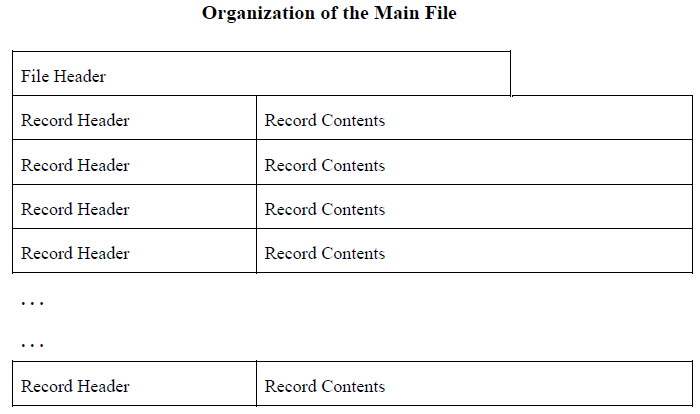 Organization of the Main File
File Header
Record Header Record Contents
Record Header Record Contents
Record Header Record Contents
Record Header Record Contents
...
...
Record Header Record Contents